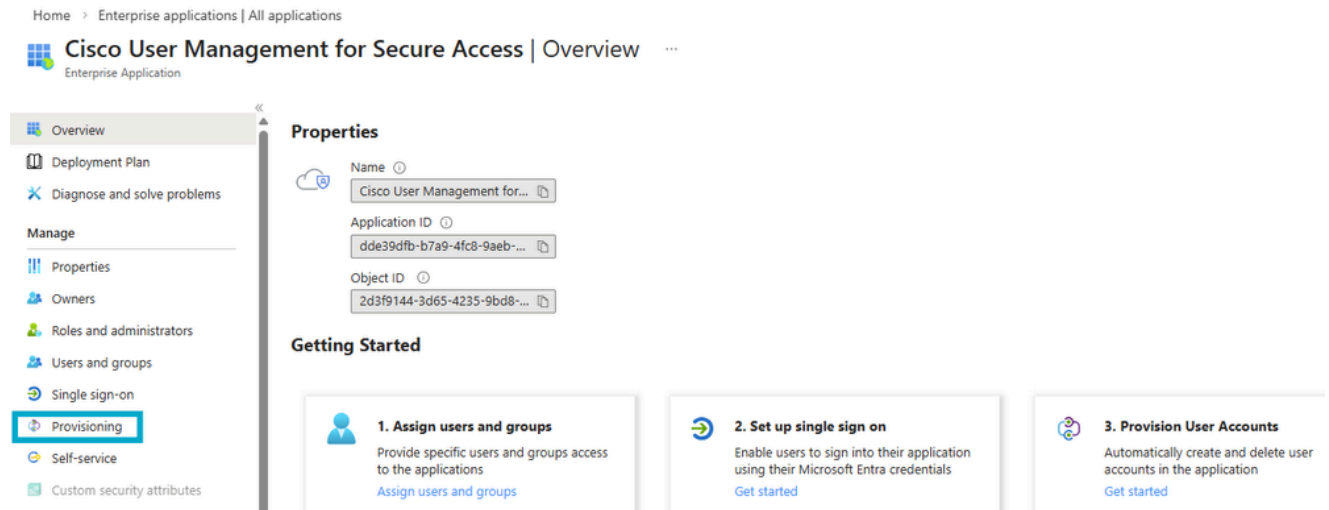 Home > Enterprise applications | All applications
Cisco User Management for Secure Access | Overview ...
Enterprise Application
«
Overview
Deployment Plan
Diagnose and solve problems
Manage
Properties
Owners
Roles and administrators
Users and groups
Single sign-on
Provisioning
Self-service
Custom security attributes
Properties
Name
Cisco User Management for...
Application ID
dde39dfb-b7a9-4fc8-9aeb-...
Object ID
2d3f9144-3d65-4235-9bd8-...
Getting Started
1. Assign users and groups
Provide specific users and groups access
to the applications
Assign users and groups
2. Set up single sign on
Enable users to sign into their application
using their Microsoft Entra credentials
Get started
3. Provision User Accounts
Automatically create and delete user
accounts in the application
Get started